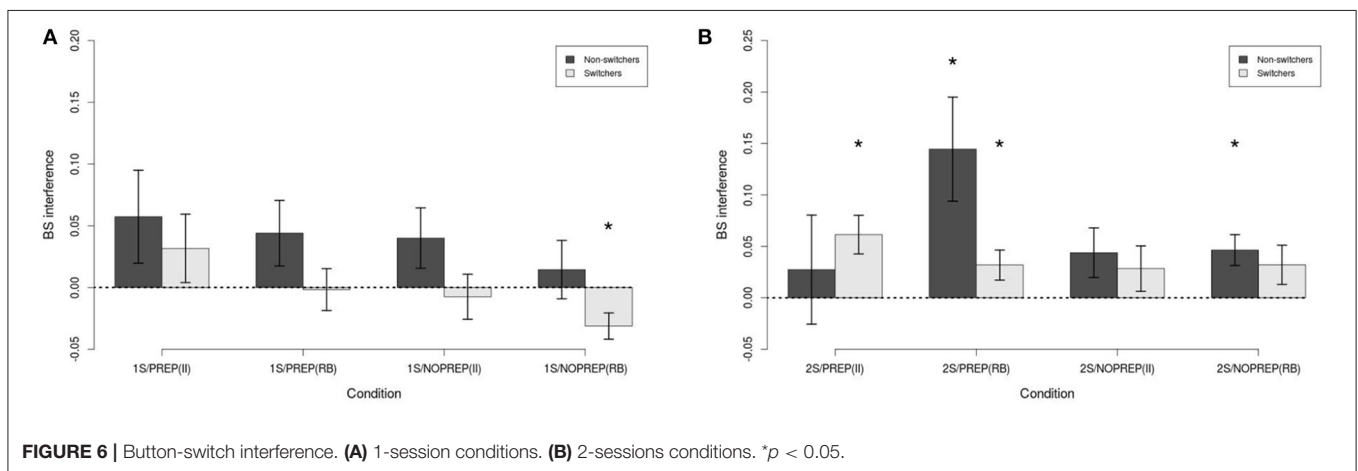 A
BS interference
0.20
0.15
0.10
0.05
0.00
-0.05
Non-switchers
Switchers
*
1S/PREP(II)
1S/PREP(RB)
1S/NOPREP(II)
1S/NOPREP(RB)
Condition
B
BS interference
0.25
0.20
0.15
0.10
0.05
0.00
-0.05
Non-switchers
Switchers
*
*
*
*
2S/PREP(II)
2S/PREP(RB)
2S/NOPREP(II)
2S/NOPREP(RB)
Condition
FIGURE 6 | Button-switch interference. (A) 1-session conditions. (B) 2-sessions conditions. *p < 0.05.